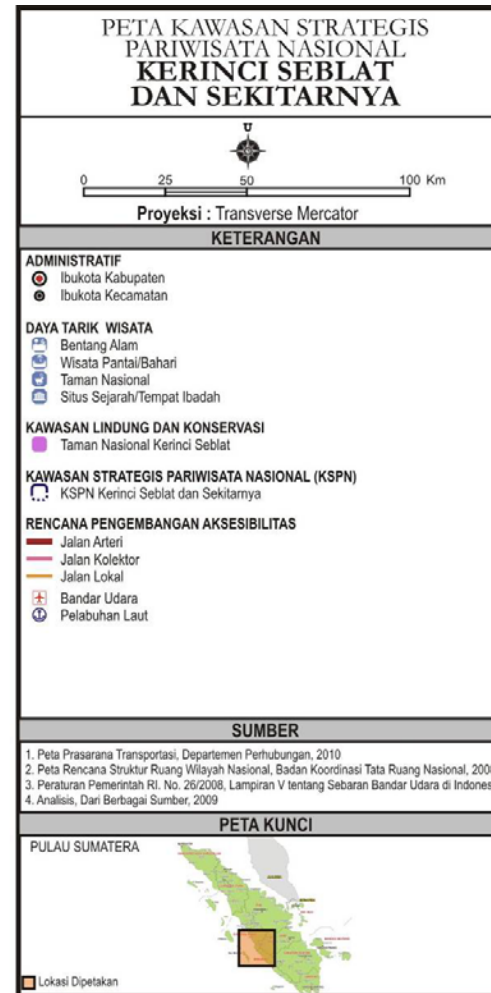 PETA KAWASAN STRATEGIS
PARIWISATA NASIONAL
KERINCI SEBLAT
DAN SEKITARNYA
U
0 25 50 100 Km
Proyeksi : Transverse Mercator
KETERANGAN
ADMINISTRATIF
Ibukota Kabupaten
Ibukota Kecamatan
DAYA TARIK WISATA
Bentang Alam
Wisata Pantai/Bahari
Taman Nasional
Situs Sejarah/Tempat Ibadah
KAWASAN LINDUNG DAN KONSERVASI
Taman Nasional Kerinci Seblat
KAWASAN STRATEGIS PARIWISATA NASIONAL (KSPN)
KSPN Kerinci Seblat dan Sekitarnya
RENCANA PENGEMBANGAN AKSESIBILITAS
Jalan Arteri
Jalan Kolektor
Jalan Lokal
Bandar Udara
Pelabuhan Laut
SUMBER
1. Peta Prasarana Transportasi, Departemen Perhubungan, 2010
2. Peta Rencana Struktur Ruang Wilayah Nasional, Badan Koordinasi Tata Ruang Nasional, 200
3. Peraturan Pemerintah RI. No. 26/2008, Lampiran V tentang Sebaran Bandar Udara di Indones
4. Analisis, Dari Berbagai Sumber, 2009
PETA KUNCI
PULAU SUMATERA
Lokasi Dipetakan